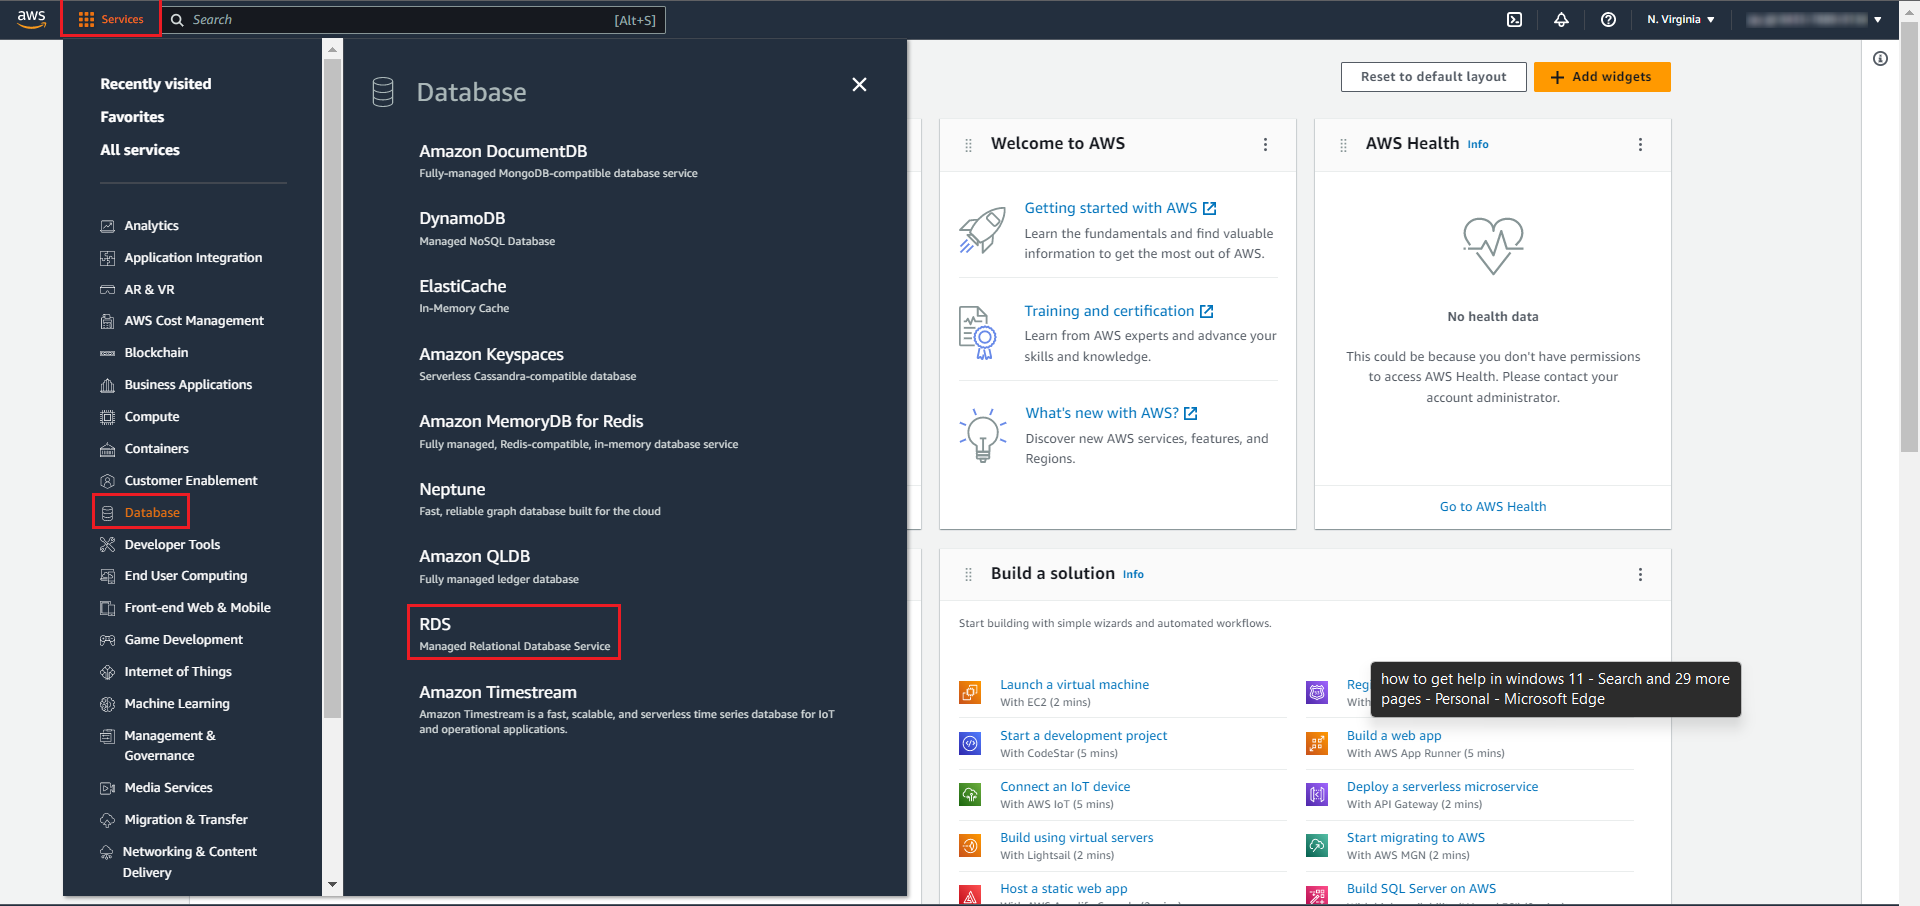 aws
Services
Search
[Alt+S]
N. Virginia
Recently visited
Favorites
All services
Analytics
Application Integration
AR & VR
AWS Cost Management
Blockchain
Business Applications
Compute
Containers
Customer Enablement
Database
Developer Tools
End User Computing
Front-end Web & Mobile
Game Development
Internet of Things
Machine Learning
Management &
Governance
Media Services
Migration & Transfer
Networking & Content
Delivery
Database
Amazon DocumentDB
Fully-managed MongoDB-compatible database service
DynamoDB
Managed NoSQL Database
ElastiCache
In-Memory Cache
Amazon Keyspaces
Serverless Cassandra-compatible database
Amazon MemoryDB for Redis
Fully managed, Redis-compatible, in-memory database service
Neptune
Fast, reliable graph database built for the cloud
Amazon QLDB
Fully managed ledger database
RDS
Managed Relational Database Service
Amazon Timestream
Amazon Timestream is a fast, scalable, and serverless time series database for IoT
and operational applications.
Reset to default layout
Add widgets
Welcome to AWS
Getting started with AWS
Learn the fundamentals and find valuable
information to get the most out of AWS.
Training and certification
Learn from AWS experts and advance your
skills and knowledge.
What's new with AWS?
Discover new AWS services, features, and
Regions.
AWS Health Info
No health data
This could be because you don't have permissions
to access AWS Health. Please contact your
account administrator.
Go to AWS Health
Build a solution Info
Start building with simple wizards and automated workflows.
Launch a virtual machine
With EC2 (2 mins)
Start a development project
With CodeStar (5 mins)
Connect an IoT device
With AWS IoT (5 mins)
Build using virtual servers
With Lightsail (2 mins)
Host a static web app
Reg
With
how to get help in windows 11 - Search and 29 more
pages - Personal - Microsoft Edge
Build a web app
With AWS App Runner (5 mins)
Deploy a serverless microservice
With API Gateway (2 mins)
Start migrating to AWS
With AWS MGN (2 mins)
Build SQL Server on AWS